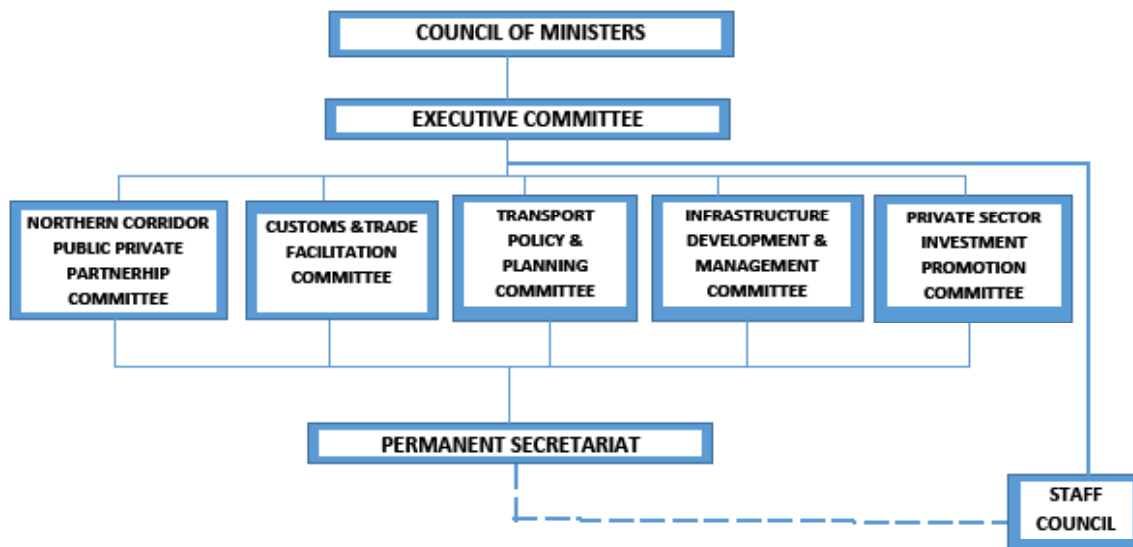 COUNCIL OF MINISTERS
EXECUTIVE COMMITTEE
NORTHERN CORRIDOR
PUBLIC PRIVATE
PARTNERHIP
COMMITTEE
CUSTOMS &TRADE
FACILITATION
COMMITTEE
TRANSPORT
POLICY &
PLANNING
COMMITTEE
INFRASTRUCTURE
DEVELOPMENT &
MANAGEMENT
COMMITTEE
PRIVATE SECTOR
INVESTMENT
PROMOTION
COMMITTEE
PERMANENT SECRETARIAT
STAFF
COUNCIL